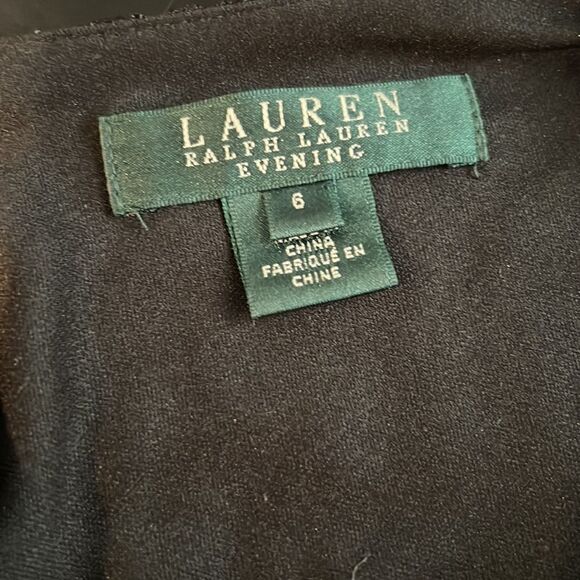 LAUREN
RALPH LAUREN
EVENING
6
CHINA
FABRIQUÉ EN
CHINE